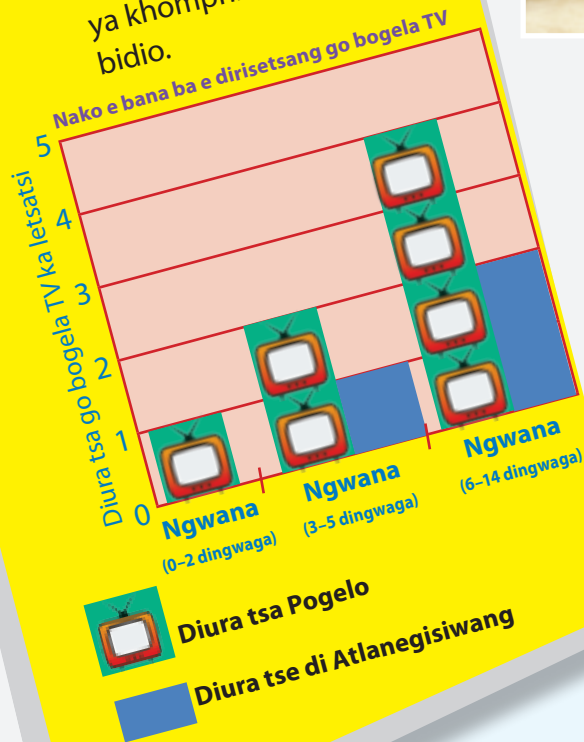 ya
bidio.
Nako e bana ba e dirisetsang go bogela TV
Diura tsa go bogela TV ka letsatsi
5
4
3
2
1
0
Ngwana
(0–2 dingwaga)
Ngwana
(3–5 dingwaga)
Ngwana
(6–14 dingwaga)
Diura tsa Pogelo
Diura tse di Atlanegisiwang